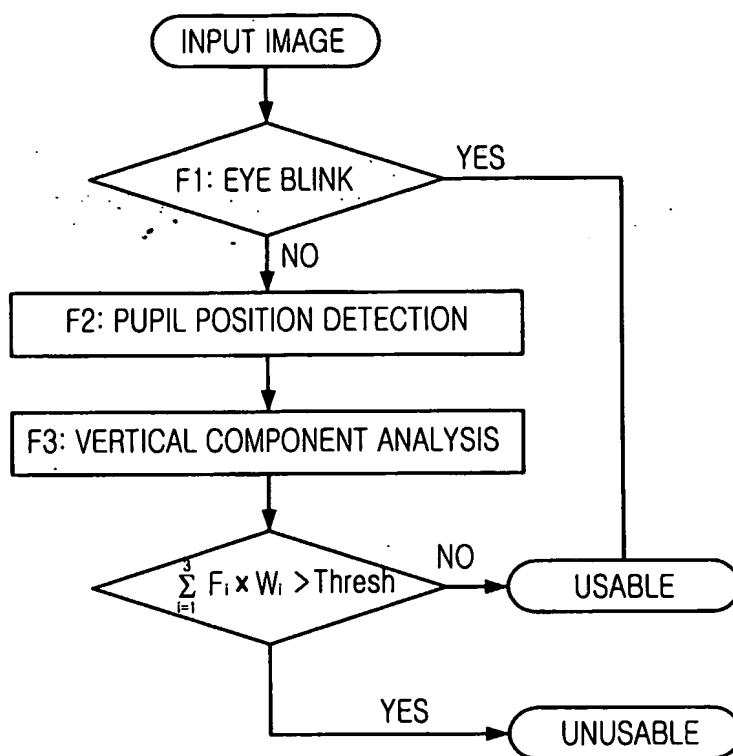 INPUT IMAGE
F1: EYE BLINK
YES
NO
F2: PUPIL POSITION DETECTION
F3: VERTICAL COMPONENT ANALYSIS
3
∑ Fi x Wi >Thresh
i=1
NO
USABLE
YES
UNUSABLE